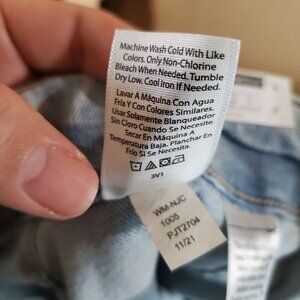 Machine Wash Cold With Like
Colors. Only Non-Chlorine
Bleach When Needed. Tumble
Dry Low. Cool Iron If Needed.
Lavar A Máquina Con Agua
Fría Y Con Colores Similares.
Usar Solamente Blanqueador
Sin Cloro Cuando Se Necesite.
Secar En Máquina A
Temperatura Baja. Planchar En
Frío Si Se Necesita.
3V1
WM-NJC
1005
PJT2704
11/21